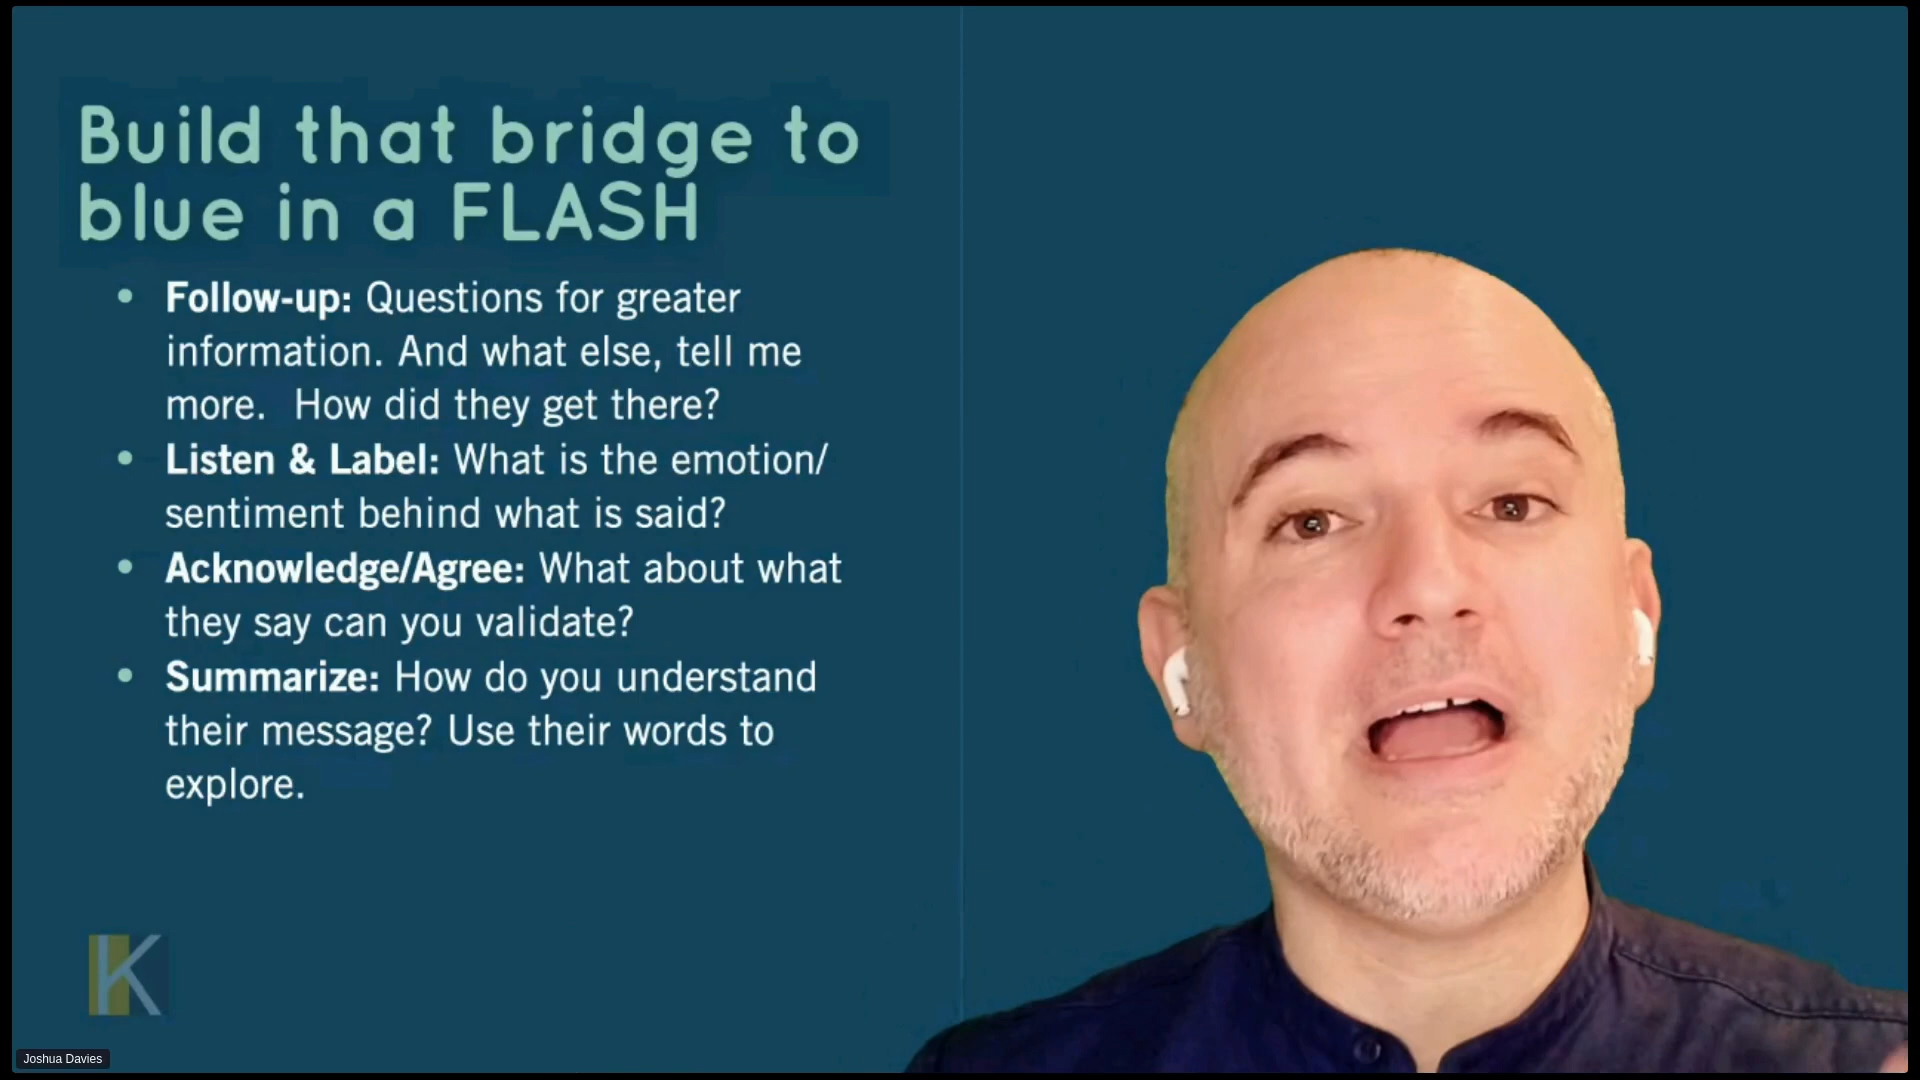 Build that bridge to
blue in a FLASH
• Follow-up: Questions for greater
information. And what else, tell me
more.  How did they get there?
• Listen & Label: What is the emotion/
sentiment behind what is said?
• Acknowledge/Agree: What about what
they say can you validate?
• Summarize: How do you understand
their message? Use their words to
explore.
K
Joshua Davies